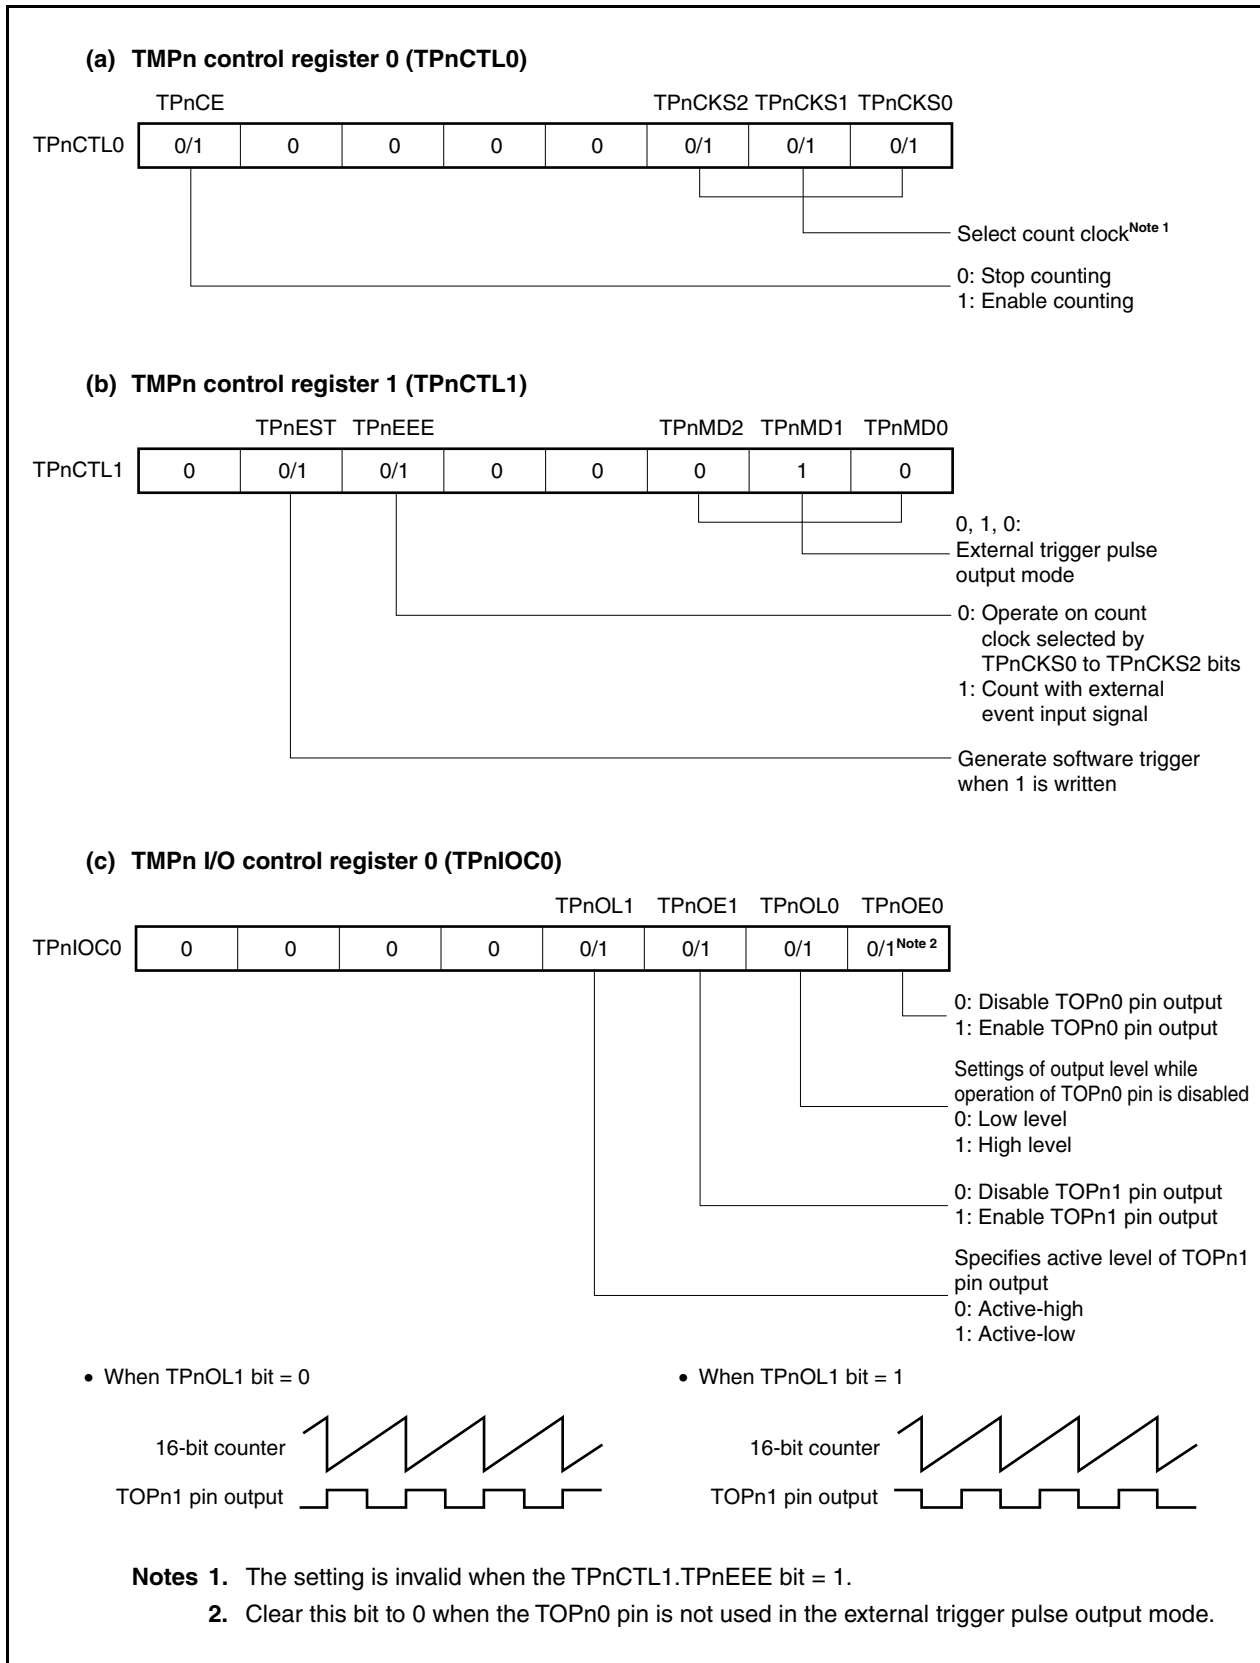 (a) TMPn control register 0 (TPnCTL0)
TPnCE TPnCKS2 TPnCKS1 TPnCKS0
TPnCTL0 0/1 0 0 0 0 0/1 0/1 0/1
Select count clock Note 1
0: Stop counting
1: Enable counting
(b) TMPn control register 1 (TPnCTL1)
TPnEST TPnEEE TPnMD2 TPnMD1 TPnMD0
TPnCTL1 0 0/1 0/1 0 0 0 1 0
0, 1, 0:
External trigger pulse
output mode
0: Operate on count
clock selected by
TPnCKS0 to TPnCKS2 bits
1: Count with external
event input signal
Generate software trigger
when 1 is written
(c) TMPn I/O control register 0 (TPnIOC0)
TPnOL1 TPnOE1 TPnOL0 TPnOE0
TPnIOC0 0 0 0 0 0/1 0/1 0/1 0/1 Note 2
0: Disable TOPn0 pin output
1: Enable TOPn0 pin output
Settings of output level while
operation of TOPn0 pin is disabled
0: Low level
1: High level
0: Disable TOPn1 pin output
1: Enable TOPn1 pin output
Specifies active level of TOPn1
pin output
0: Active-high
1: Active-low
• When TPnOL1 bit = 0
16-bit counter
TOPn1 pin output
• When TPnOL1 bit = 1
16-bit counter
TOPn1 pin output
Notes 1. The setting is invalid when the TPnCTL1.TPnEEE bit = 1.
2. Clear this bit to 0 when the TOPn0 pin is not used in the external trigger pulse output mode.